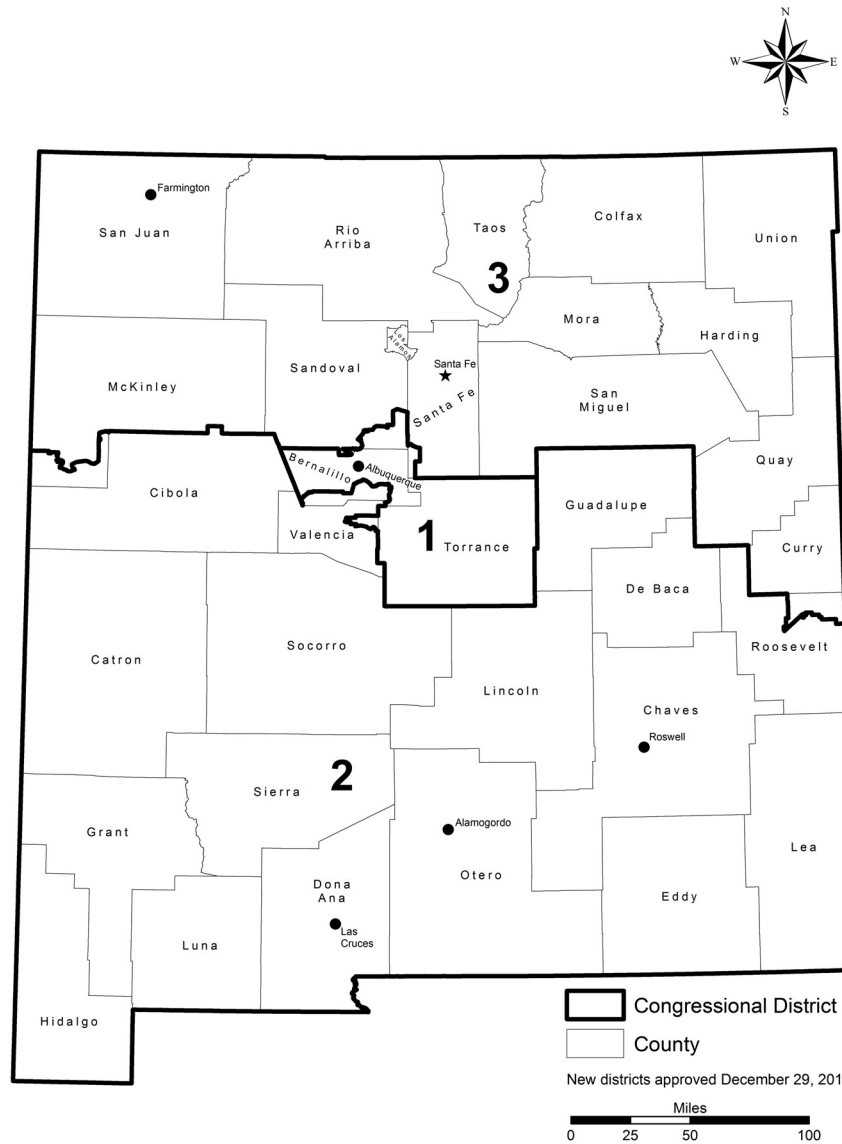 N
W
E
S
Farmington
San Juan
Rio
Arriba
Taos
Colfax
Union
3
Mora
Harding
Los
Alamos
Sandoval
Santa Fe
Santa Fe
McKinley
San
Miguel
Quay
Bernalillo
Albuquerque
Cibola
Guadalupe
Valencia
1
Torrance
Curry
De Baca
Roosevelt
Socorro
Catron
Lincoln
Chaves
Roswell
2
Sierra
Alamogordo
Grant
Otero
Lea
Dona
Ana
Eddy
Las
Cruces
Luna
Hidalgo
Congressional District
County
New districts approved December 29, 201
Miles
0 25 50 100